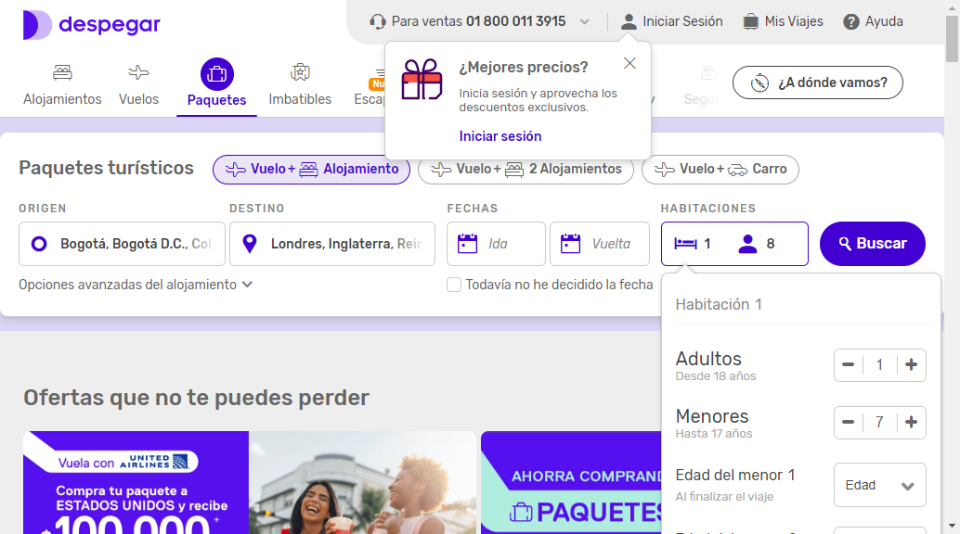 despegar
Para ventas 01 800 011 3915
Iniciar Sesión
Mis Viajes
Ayuda
Alojamientos
Vuelos
Paquetes
Imbatibles
¿A dónde vamos?
¿Mejores precios?
Inicia sesión y aprovecha los
descuentos exclusivos.
Iniciar sesión
Paquetes turísticos
Vuelo + Alojamiento
Vuelo + 2 Alojamientos
Vuelo + Carro
ORIGEN
DESTINO
FECHAS
HABITACIONES
Bogotá, Bogotá D.C., Col
Londres, Inglaterra, Rein
Ida
Vuelta
1
8
Buscar
Opciones avanzadas del alojamiento
Todavía no he decidido la fecha
Habitación 1
Adultos
Desde 18 años
1
Menores
Hasta 17 años
7
Edad del menor 1
Al finalizar el viaje
Edad
Ofertas que no te puedes perder
Vuela con UNITED AIRLINES
Compra tu paquete a
ESTADOS UNIDOS y recibe
100.000
AHORRA COMPRAND
PAQUETES